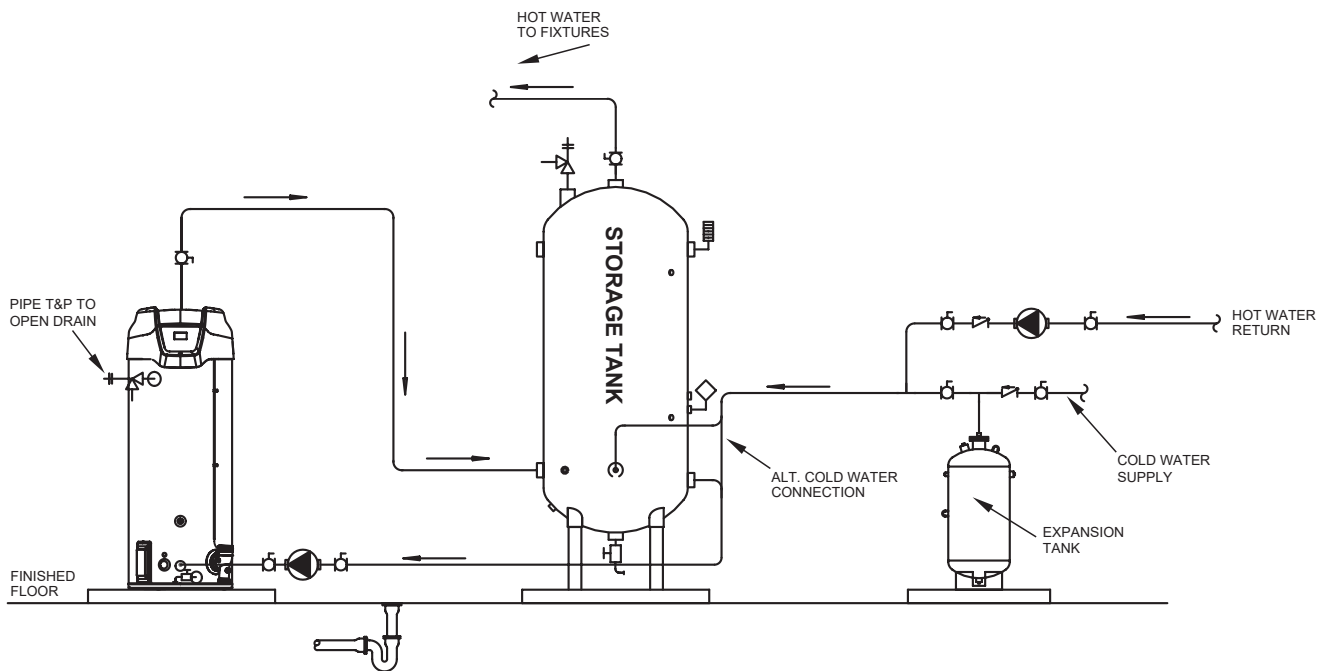 HOT WATER
TO FIXTURES
PIPE T&P TO
OPEN DRAIN
STORAGE TANK
HOT WATER
RETURN
ALT. COLD WATER
CONNECTION
COLD WATER
SUPPLY
EXPANSION
TANK
FINISHED
FLOOR